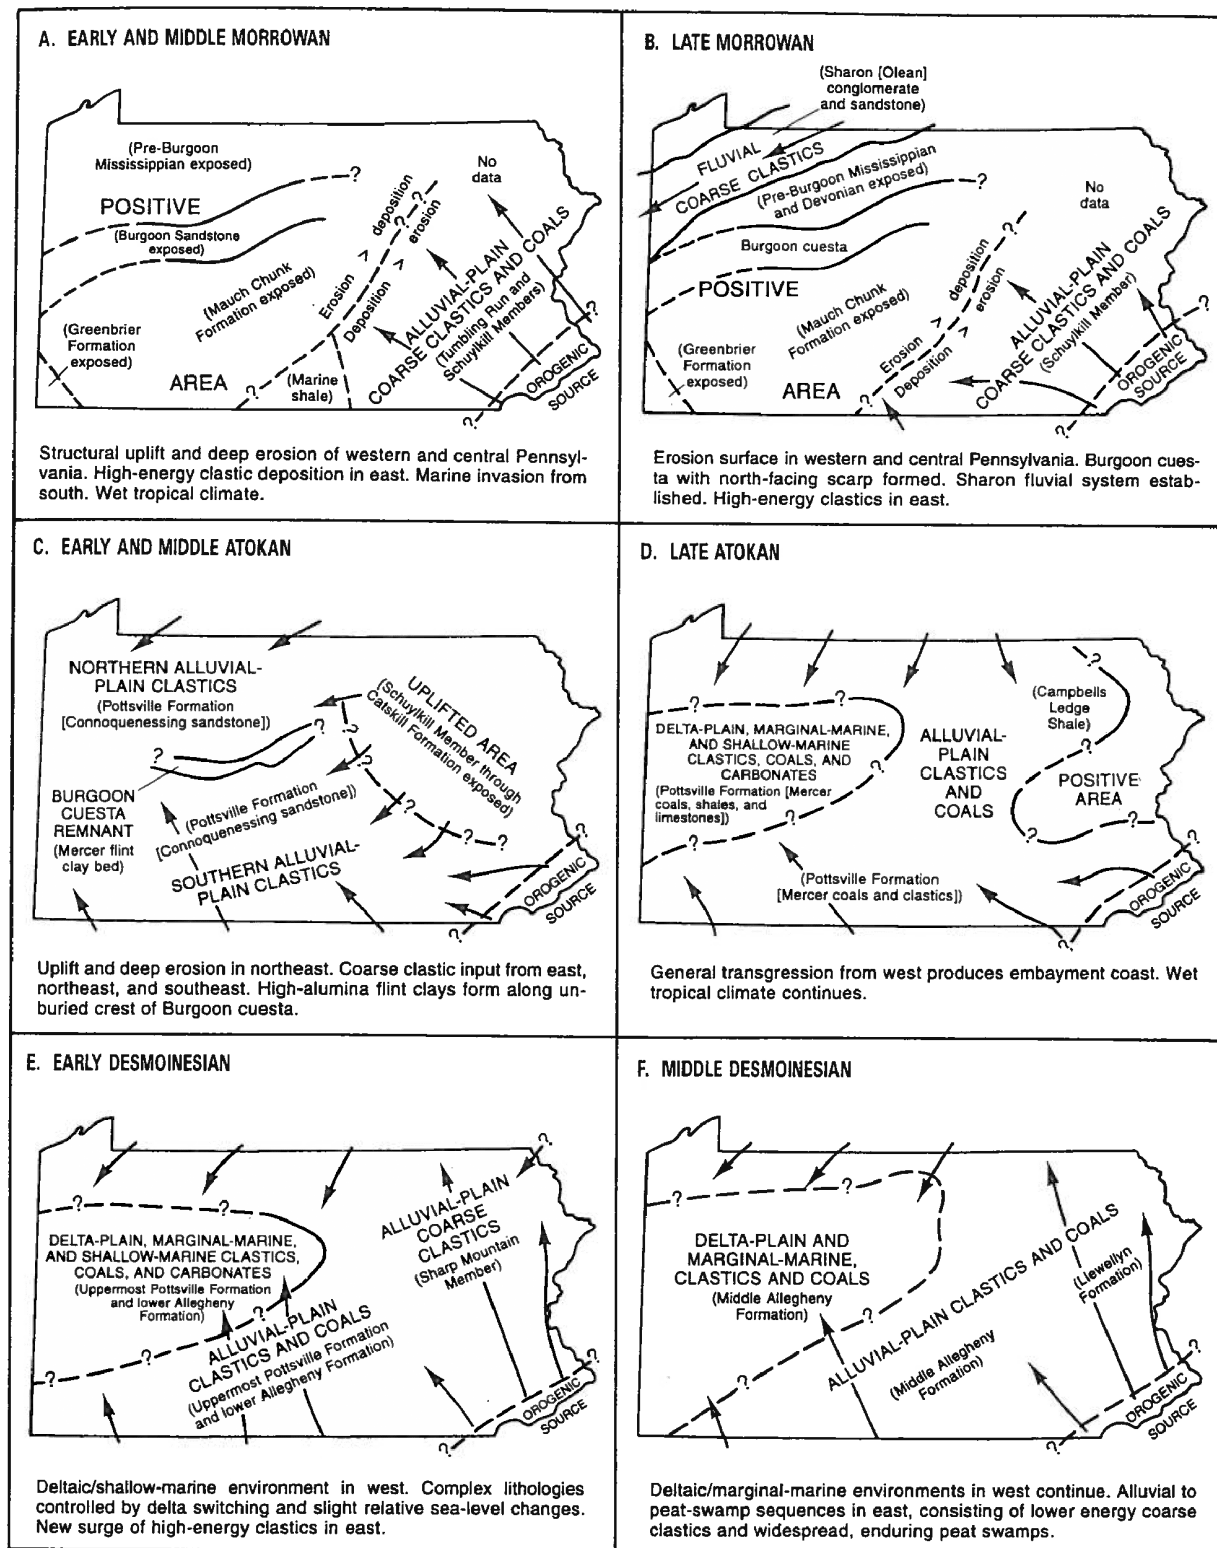 A. EARLY AND MIDDLE MORROWAN
(Pre-Burgoon
Mississippian exposed)
?
No
data
POSITIVE
(Burgoon Sandstone
exposed)
deposition
? ?
erosion
Erosion >
Deposition >
(Mauch Chunk
Formation exposed)
(Greenbrier
Formation
exposed)
AREA
?
(Marine
shale)
ALLUVIAL-PLAIN
COARSE CLASTICS AND COALS
(Tumbling Run and
Schuylkill Members)
?
OROGENIC
SOURCE
?
Structural uplift and deep erosion of western and central Pennsyl-
vania. High-energy clastic deposition in east. Marine invasion from
south. Wet tropical climate.
B. LATE MORROWAN
(Sharon [Olean]
conglomerate
and sandstone)
FLUVIAL
COARSE CLASTICS
(Pre-Burgoon Mississippian
and Devonian exposed)
?
No
data
Burgoon cuesta
POSITIVE
?
deposition
erosion
Erosion >
Deposition >
(Mauch Chunk
Formation exposed)
(Greenbrier
Formation
exposed)
AREA
?
ALLUVIAL-PLAIN
COARSE CLASTICS AND COALS
(Schuylkill Member)
?
OROGENIC
SOURCE
?
Erosion surface in western and central Pennsylvania. Burgoon cues-
ta with north-facing scarp formed. Sharon fluvial system estab-
lished. High-energy clastics in east.
C. EARLY AND MIDDLE ATOKAN
NORTHERN ALLUVIAL-
PLAIN CLASTICS
(Pottsville Formation
[Connoquenessing sandstone])
UPLIFTED AREA
(Schuylkill Member through
Catskill Formation exposed)
?
?
?
?
?
?
?
BURGOON
CUESTA
REMNANT
(Mercer flint
clay bed)
(Pottsville Formation
[Connoquenessing sandstone])
SOUTHERN ALLUVIAL-
PLAIN CLASTICS
?
OROGENIC
SOURCE
?
Uplift and deep erosion in northeast. Coarse clastic input from east,
northeast, and southeast. High-alumina flint clays form along un-
buried crest of Burgoon cuesta.
D. LATE ATOKAN
?
(Campbells
Ledge
Shale)
?
?
DELTA-PLAIN, MARGINAL-MARINE,
AND SHALLOW-MARINE
CLASTICS, COALS, AND
CARBONATES
(Pottsville Formation [Mercer
coals, shales, and
limestones])
?
?
?
ALLUVIAL-
PLAIN
CLASTICS
AND
COALS
?
POSITIVE
AREA
?
?
?
(Pottsville Formation
[Mercer coals and clastics])
?
OROGENIC
SOURCE
?
General transgression from west produces embayment coast. Wet
tropical climate continues.
E. EARLY DESMOINESIAN
?
?
?
DELTA-PLAIN, MARGINAL-MARINE,
AND SHALLOW-MARINE CLASTICS,
COALS, AND CARBONATES
(Uppermost Pottsville Formation
and lower Allegheny
Formation)
?
?
?
ALLUVIAL-PLAIN
COARSE
CLASTICS
(Sharp Mountain
Member)
ALLUVIAL-PLAIN
CLASTICS AND COALS
(Uppermost Pottsville Formation
and lower Allegheny Formation)
?
OROGENIC
SOURCE
?
Deltaic/shallow-marine environment in west. Complex lithologies
controlled by delta switching and slight relative sea-level changes.
New surge of high-energy clastics in east.
F. MIDDLE DESMOINESIAN
?
?
?
DELTA-PLAIN AND
MARGINAL-MARINE,
CLASTICS AND COALS
(Middle Allegheny
Formation)
?
?
ALLUVIAL-PLAIN CLASTICS AND COALS
(Middle Allegheny
Formation)
(Llewellyn
Formation)
?
OROGENIC
SOURCE
?
Deltaic/marginal-marine environments in west continue. Alluvial to
peat-swamp sequences in east, consisting of lower energy coarse
clastics and widespread, enduring peat swamps.